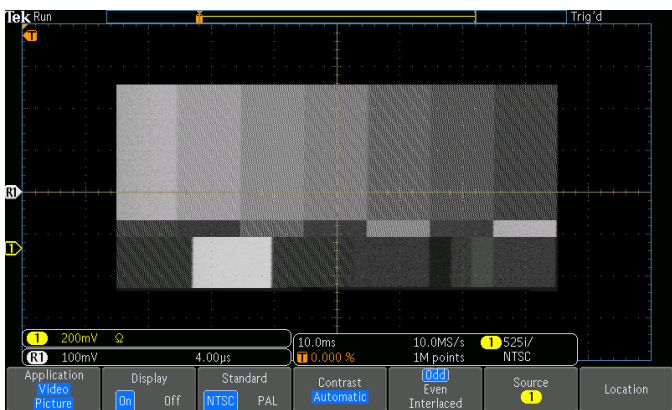 Tek Run Trig'd
T
R1
1
1 200mV Ω 10.0ms 10.0MS/s 1 525i/
R1 100mV 4.00µs T 0.000 % 1M points NTSC
Application Video Picture
Display On Off
Standard NTSC PAL
Contrast Automatic
Odd Even Interlaced
Source 1
Location